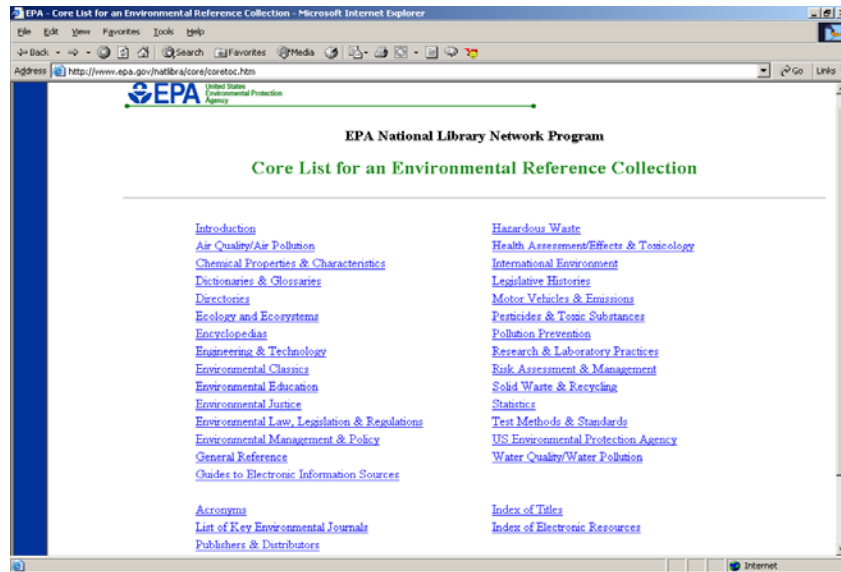 EPA - Core List for an Environmental Reference Collection - Microsoft Internet Explorer
File Edit View Favorites Tools Help
Back Search Favorites Media
Address http://www.epa.gov/natlibra/core/coretoc.htm Go Links
EPA United States Environmental Protection Agency
EPA National Library Network Program
Core List for an Environmental Reference Collection
Introduction
Air Quality/Air Pollution
Chemical Properties & Characteristics
Dictionaries & Glossaries
Directories
Ecology and Ecosystems
Encyclopedias
Engineering & Technology
Environmental Classics
Environmental Education
Environmental Justice
Environmental Law, Legislation & Regulations
Environmental Management & Policy
General Reference
Guides to Electronic Information Sources
Hazardous Waste
Health Assessment/Effects & Toxicology
International Environment
Legislative Histories
Motor Vehicles & Emissions
Pesticides & Toxic Substances
Pollution Prevention
Research & Laboratory Practices
Risk Assessment & Management
Solid Waste & Recycling
Statistics
Test Methods & Standards
US Environmental Protection Agency
Water Quality/Water Pollution
Acronyms
List of Key Environmental Journals
Publishers & Distributors
Index of Titles
Index of Electronic Resources
Internet